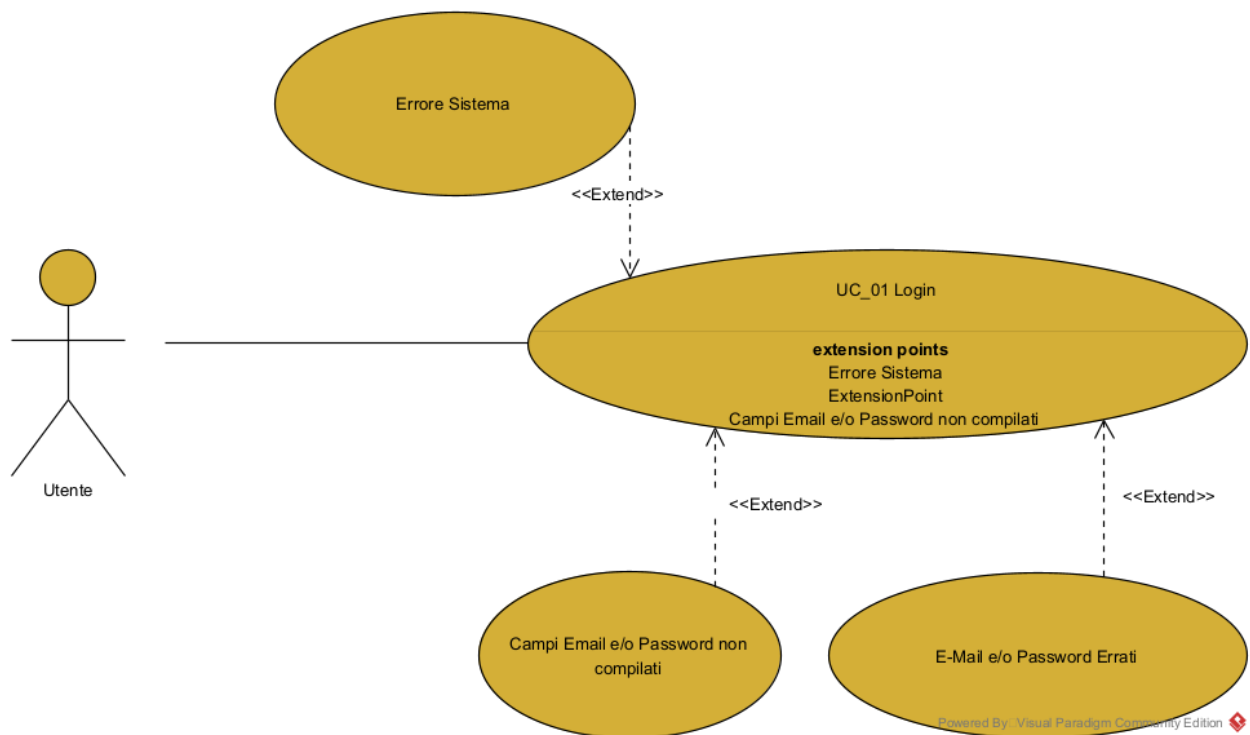 Errore Sistema
<<Extend>>
UC_01 Login
extension points
Errore Sistema
ExtensionPoint
Campi Email e/o Password non compilati
Utente
<<Extend>>
<<Extend>>
Campi Email e/o Password non
compilati
E-Mail e/o Password Errati
Powered By: Visual Paradigm Community Edition